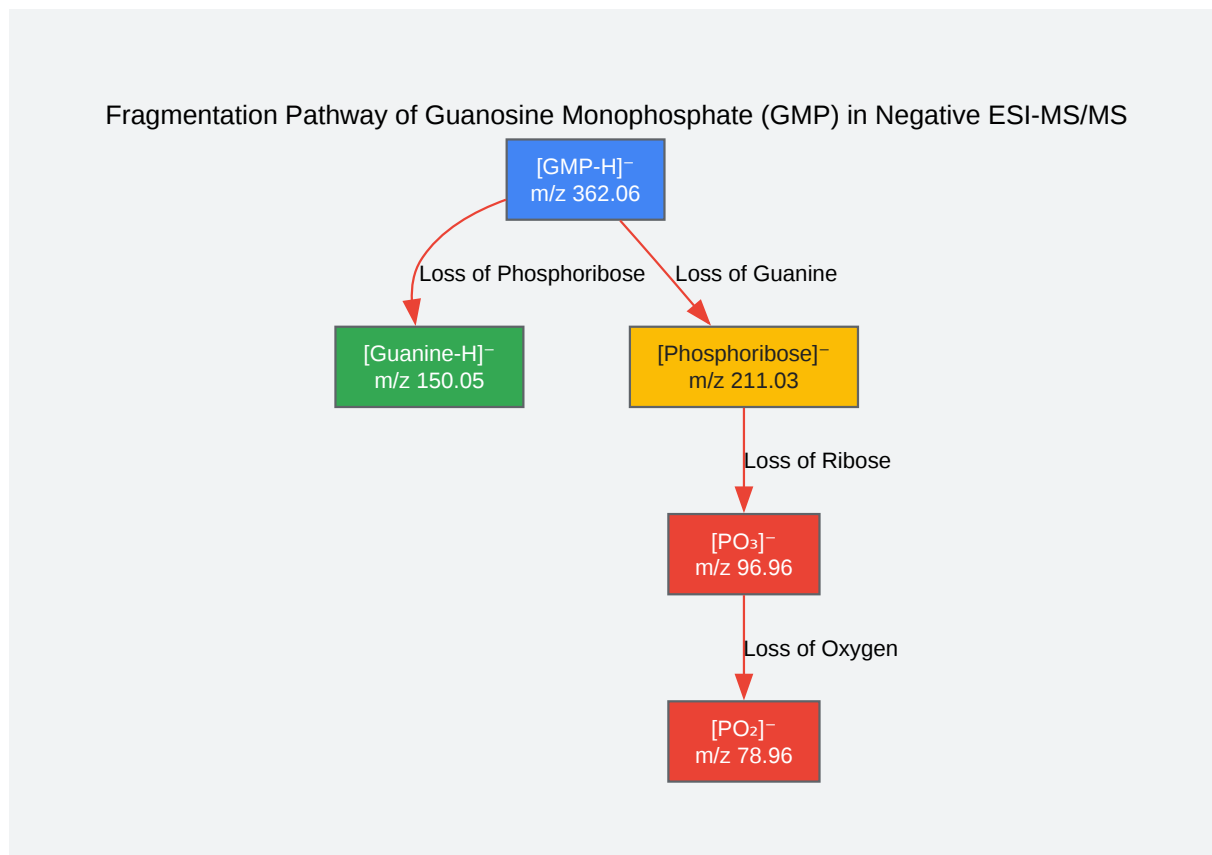 Fragmentation Pathway of Guanosine Monophosphate (GMP) in Negative ESI-MS/MS
[GMP-H]⁻
m/z 362.06
Loss of Phosphoribose
Loss of Guanine
[Guanine-H]⁻
m/z 150.05
[Phosphoribose]⁻
m/z 211.03
Loss of Ribose
[PO₃]⁻
m/z 96.96
Loss of Oxygen
[PO₂]⁻
m/z 78.96